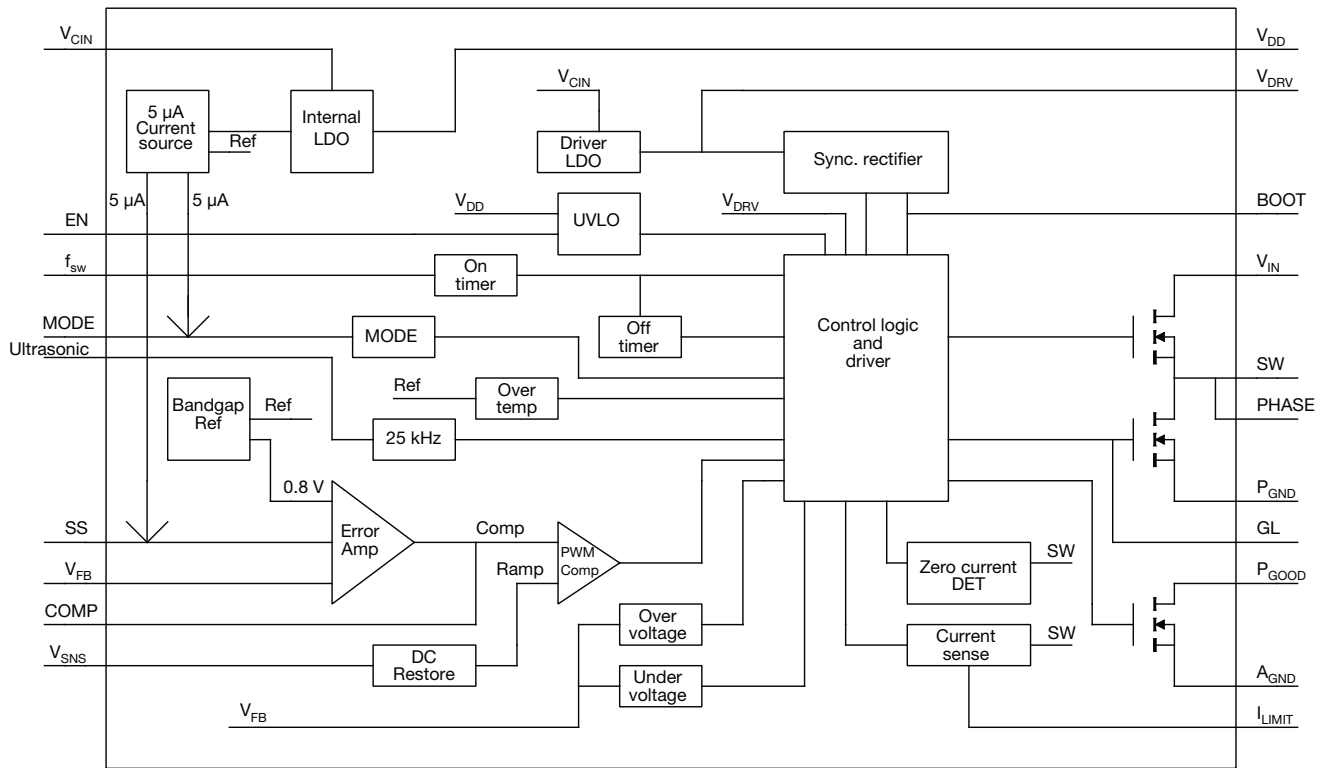 V_CIN
V_DD
V_CIN
V_DRV
5 µA
Current
source
Internal
LDO
Ref
Driver
LDO
Sync. rectifier
5 µA
5 µA
V_DD
UVLO
V_DRV
BOOT
EN
f_sw
On
timer
V_IN
MODE
MODE
Off
timer
Control logic
and
driver
Ultrasonic
Ref
Over
temp
SW
PHASE
Bandgap
Ref
Ref
25 kHz
0.8 V
P_GND
SS
Error
Amp
Comp
PWM
Comp
GL
Ramp
Zero current
DET
SW
V_FB
P_GOOD
COMP
Over
voltage
Current
sense
SW
V_SNS
DC
Restore
Under
voltage
A_GND
V_FB
I_LIMIT